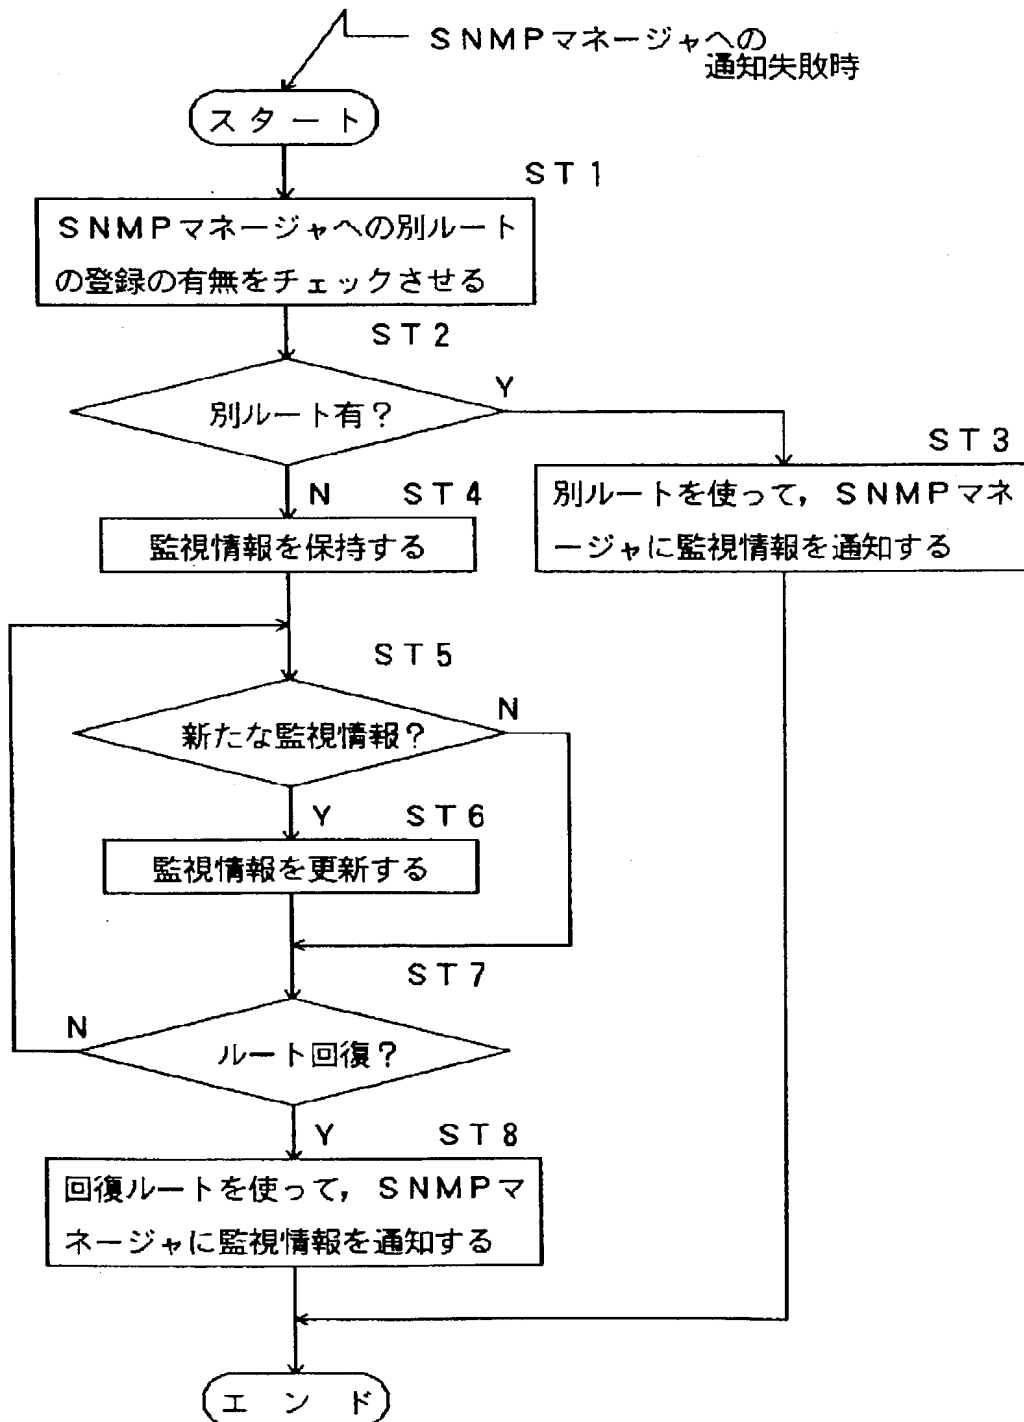 ＳＮＭＰマネージャへの
通知失敗時
スタート
ＳＴ１
ＳＮＭＰマネージャへの別ルート
の登録の有無をチェックさせる
ＳＴ２
別ルート有？
Ｙ
ＳＴ３
別ルートを使って，ＳＮＭＰマネ
ージャに監視情報を通知する
Ｎ
ＳＴ４
監視情報を保持する
ＳＴ５
新たな監視情報？
Ｎ
Ｙ
ＳＴ６
監視情報を更新する
ＳＴ７
ルート回復？
Ｎ
Ｙ
ＳＴ８
回復ルートを使って，ＳＮＭＰマ
ネージャに監視情報を通知する
エンド